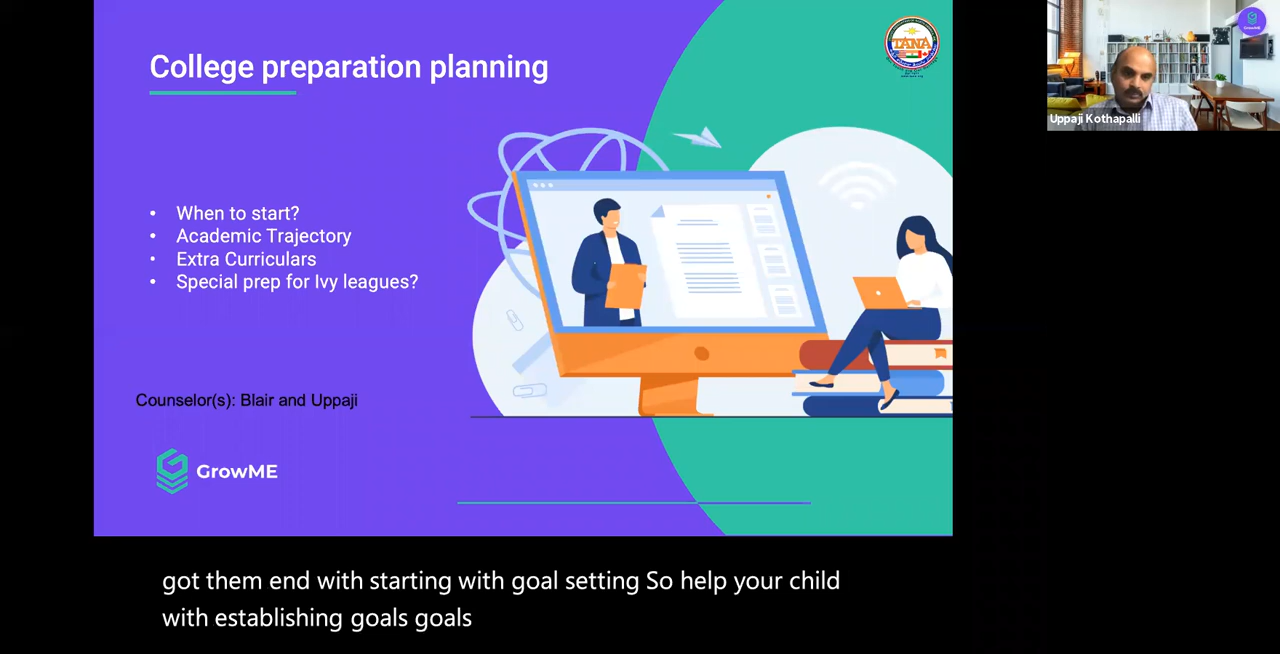 College preparation planning
TANA
• When to start?
• Academic Trajectory
• Extra Curriculars
• Special prep for Ivy leagues?
Counselor(s): Blair and Uppaji
GrowME
Uppaji Kothapalli
got them end with starting with goal setting So help your child
with establishing goals goals